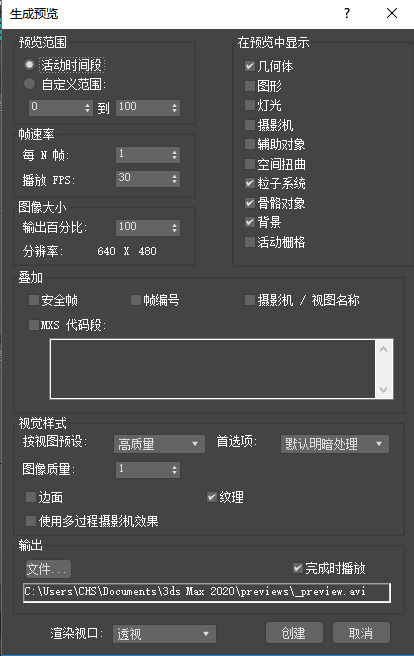 生成预览
预览范围
活动时间段
自定义范围:
0 到 100
帧速率
每 N 帧: 1
播放 FPS: 30
图像大小
输出百分比: 100
分辨率: 640 X 480
在预览中显示
几何体
图形
灯光
摄影机
辅助对象
空间扭曲
粒子系统
骨骼对象
背景
活动栅格
叠加
安全帧 帧编号 摄影机 / 视图名称
MXS 代码段:
视觉样式
按视图预设: 高质量 首选项: 默认明暗处理
图像质量: 1
边面 纹理
使用多过程摄影机效果
输出
文件... 完成时播放
C:\Users\CHS\Documents\3ds Max 2020\previews\_preview.avi
渲染视口: 透视 创建 取消